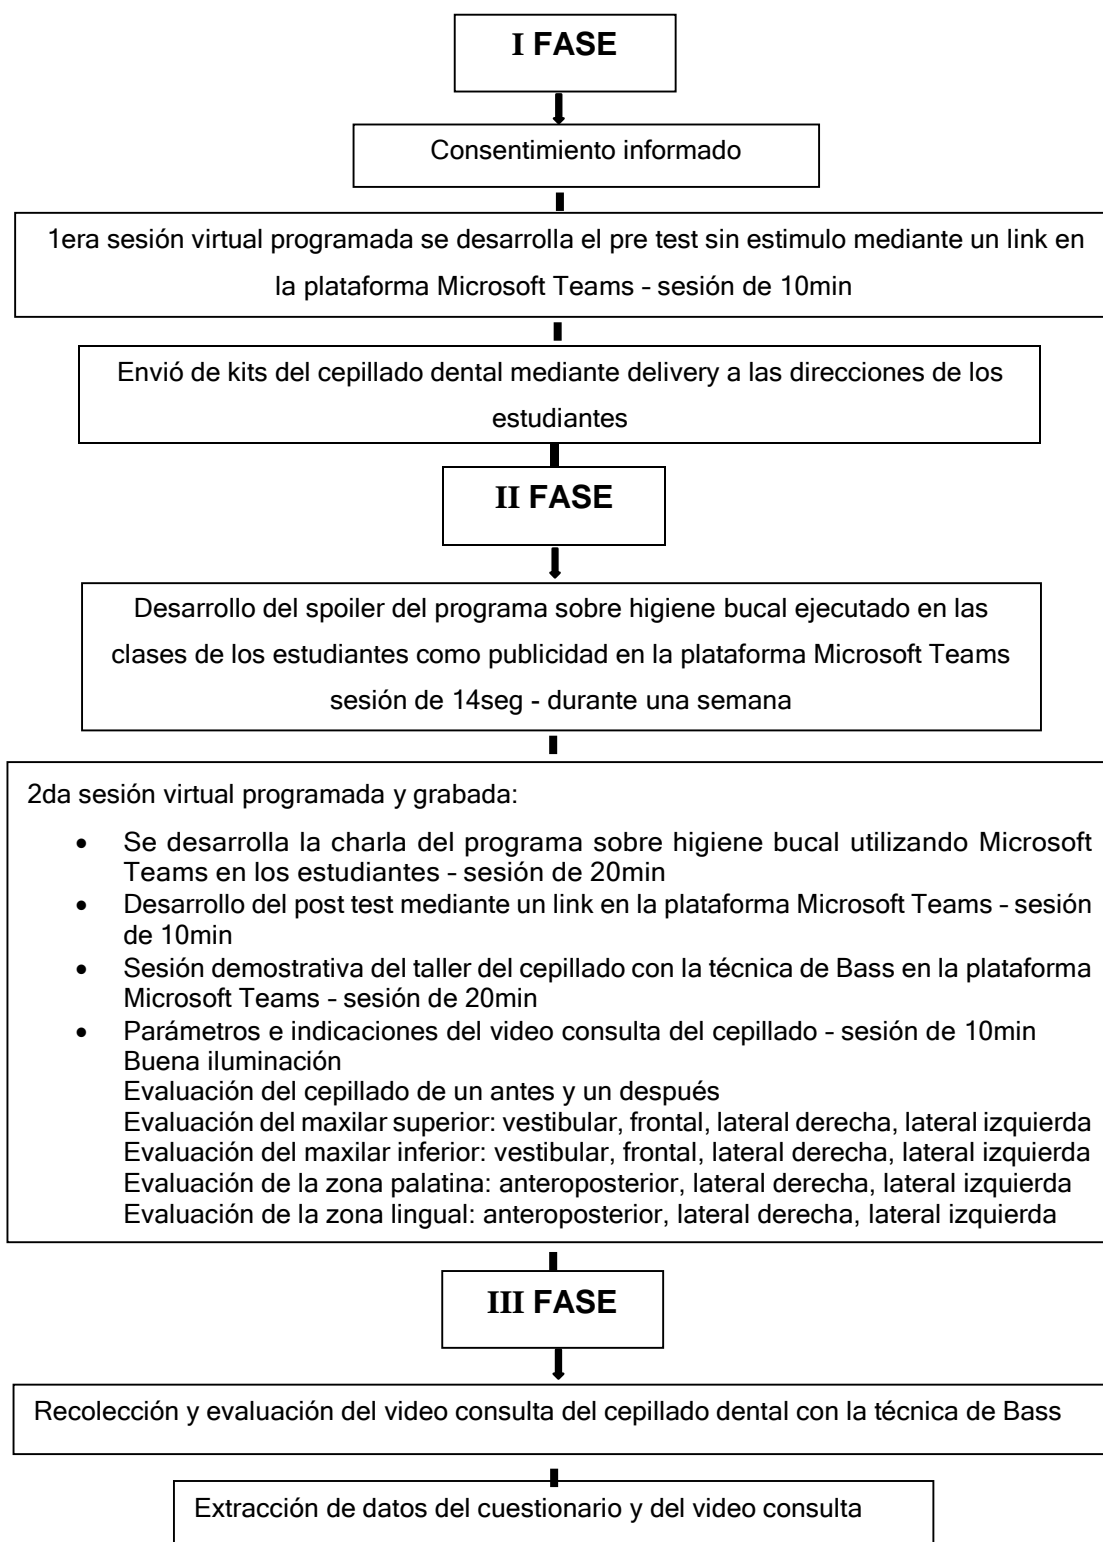 I FASE
Consentimiento informado
1era sesión virtual programada se desarrolla el pre test sin estimulo mediante un link en
la plataforma Microsoft Teams – sesión de 10min
Envió de kits del cepillado dental mediante delivery a las direcciones de los
estudiantes
II FASE
Desarrollo del spoiler del programa sobre higiene bucal ejecutado en las
clases de los estudiantes como publicidad en la plataforma Microsoft Teams
sesión de 14seg - durante una semana
2da sesión virtual programada y grabada:
• Se desarrolla la charla del programa sobre higiene bucal utilizando Microsoft
Teams en los estudiantes – sesión de 20min
• Desarrollo del post test mediante un link en la plataforma Microsoft Teams – sesión
de 10min
• Sesión demostrativa del taller del cepillado con la técnica de Bass en la plataforma
Microsoft Teams – sesión de 20min
• Parámetros e indicaciones del video consulta del cepillado – sesión de 10min
Buena iluminación
Evaluación del cepillado de un antes y un después
Evaluación del maxilar superior: vestibular, frontal, lateral derecha, lateral izquierda
Evaluación del maxilar inferior: vestibular, frontal, lateral derecha, lateral izquierda
Evaluación de la zona palatina: anteroposterior, lateral derecha, lateral izquierda
Evaluación de la zona lingual: anteroposterior, lateral derecha, lateral izquierda
III FASE
Recolección y evaluación del video consulta del cepillado dental con la técnica de Bass
Extracción de datos del cuestionario y del video consulta